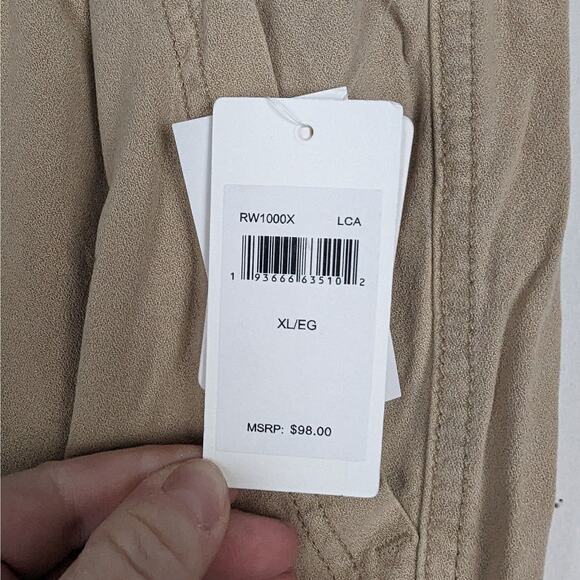 RW1000X LCA
1 93666 63510 2
XL/EG
MSRP: $98.00